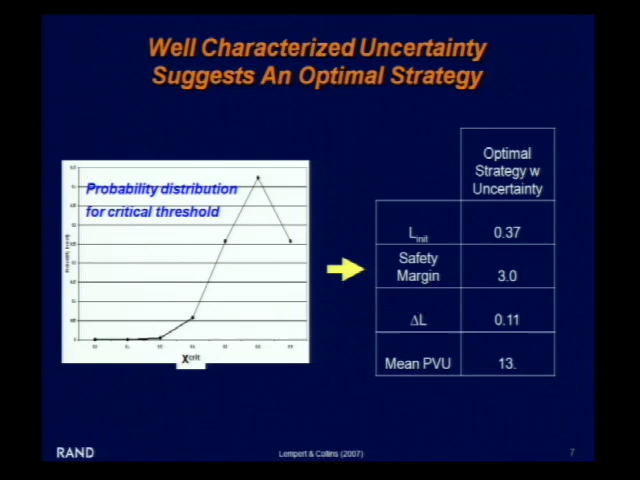 Well Characterized Uncertainty
Suggests An Optimal Strategy
Probability distribution
for critical threshold
Xcrit
Optimal
Strategy w
Uncertainty
Linit 0.37
Safety
Margin 3.0
ΔL 0.11
Mean PVU 13.
RAND
Lempert & Collins (2007)
7